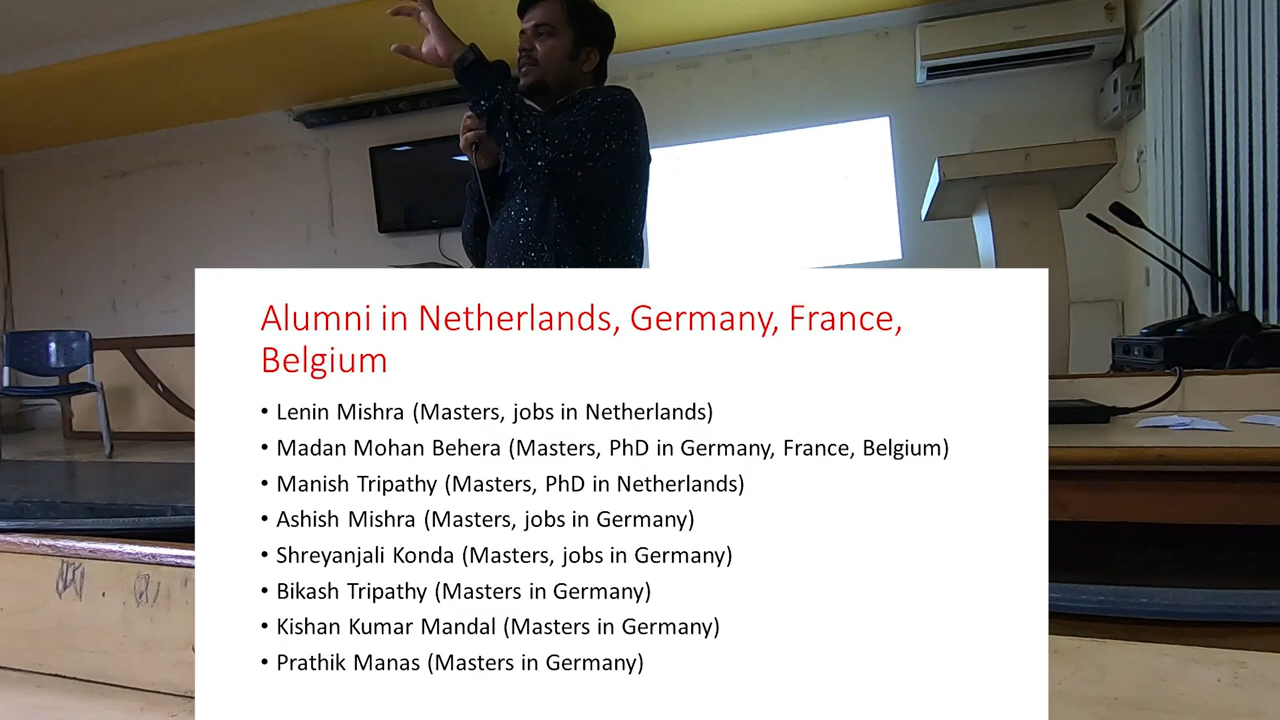 Alumni in Netherlands, Germany, France,
Belgium
• Lenin Mishra (Masters, jobs in Netherlands)
• Madan Mohan Behera (Masters, PhD in Germany, France, Belgium)
• Manish Tripathy (Masters, PhD in Netherlands)
• Ashish Mishra (Masters, jobs in Germany)
• Shreyanjali Konda (Masters, jobs in Germany)
• Bikash Tripathy (Masters in Germany)
• Kishan Kumar Mandal (Masters in Germany)
• Prathik Manas (Masters in Germany)